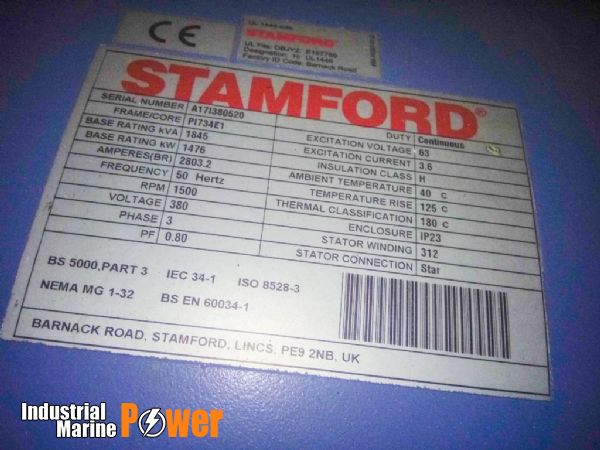 CE
UL 1446 info
STAMFORD
UL File: OBJY2 E107780
Designation: H: UL1446
Factory ID Code: Barnack Road
STAMFORD®
SERIAL NUMBER A17I380520
FRAME/CORE PI734E1
BASE RATING kVA 1845
BASE RATING kW 1476
AMPERES(BR) 2803.2
FREQUENCY 50 Hertz
RPM 1500
VOLTAGE 380
PHASE 3
PF 0.80
DUTY Continuous
EXCITATION VOLTAGE 63
EXCITATION CURRENT 3.6
INSULATION CLASS H
AMBIENT TEMPERATURE 40 C
TEMPERATURE RISE 125 C
THERMAL CLASSIFICATION 180 C
ENCLOSURE IP23
STATOR WINDING 312
STATOR CONNECTION Star
BS 5000,PART 3 IEC 34-1 ISO 8528-3
NEMA MG 1-32 BS EN 60034-1
BARNACK ROAD, STAMFORD, LINCS, PE9 2NB, UK
Industrial
Marine Power